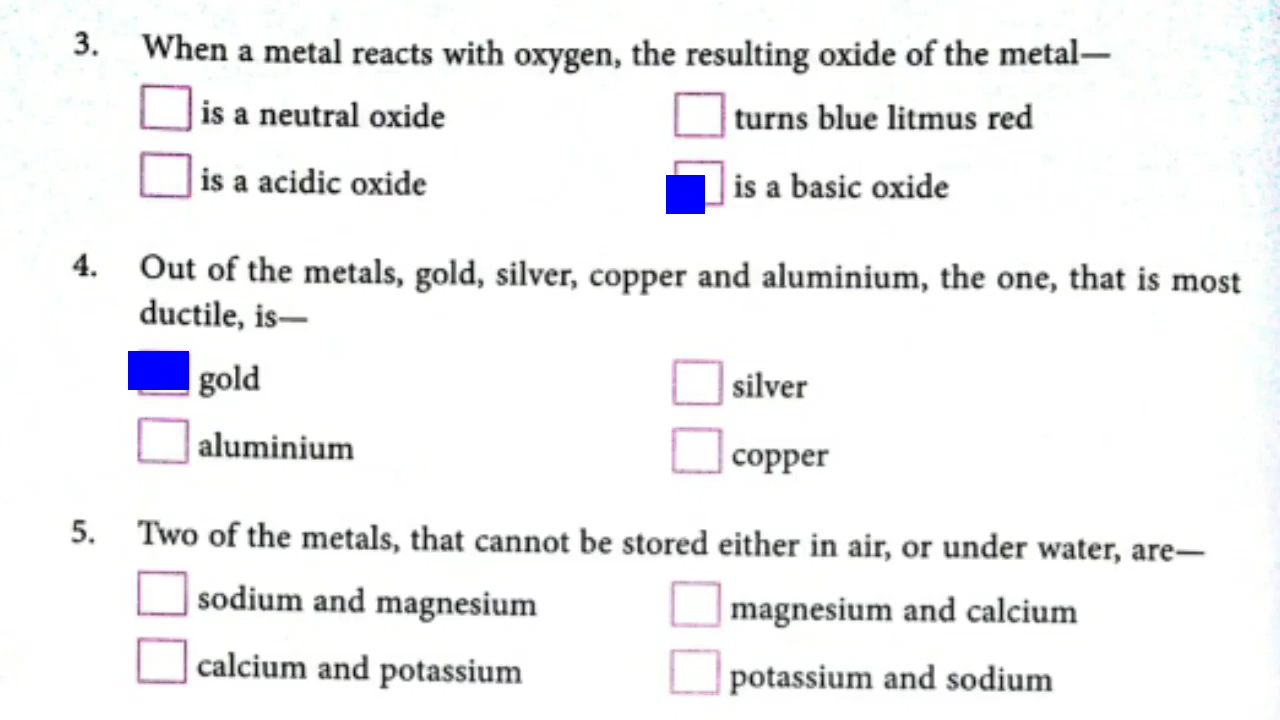 3. When a metal reacts with oxygen, the resulting oxide of the metal—
is a neutral oxide turns blue litmus red
is a acidic oxide is a basic oxide
4. Out of the metals, gold, silver, copper and aluminium, the one, that is most
ductile, is—
gold silver
aluminium copper
5. Two of the metals, that cannot be stored either in air, or under water, are—
sodium and magnesium magnesium and calcium
calcium and potassium potassium and sodium